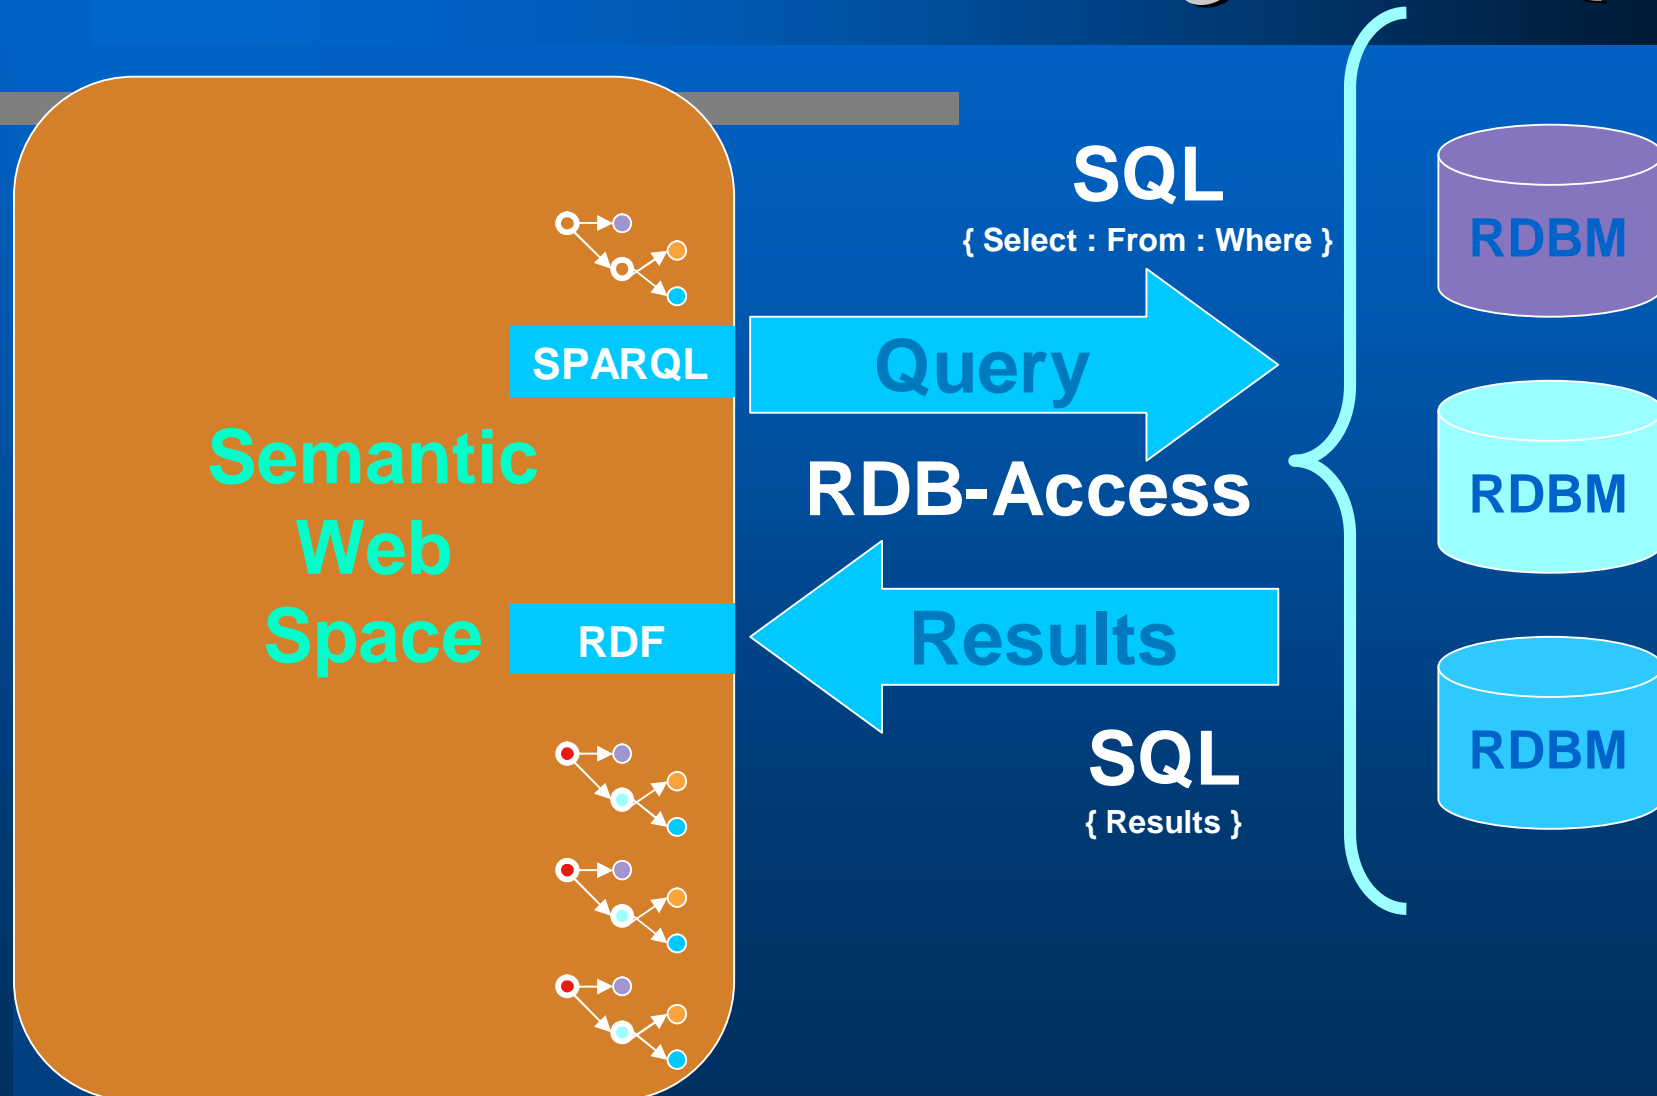 SQL
{ Select : From : Where }
RDBM
SPARQL
Query
Semantic
Web
Space
RDB-Access
RDBM
RDF
Results
SQL
{ Results }
RDBM